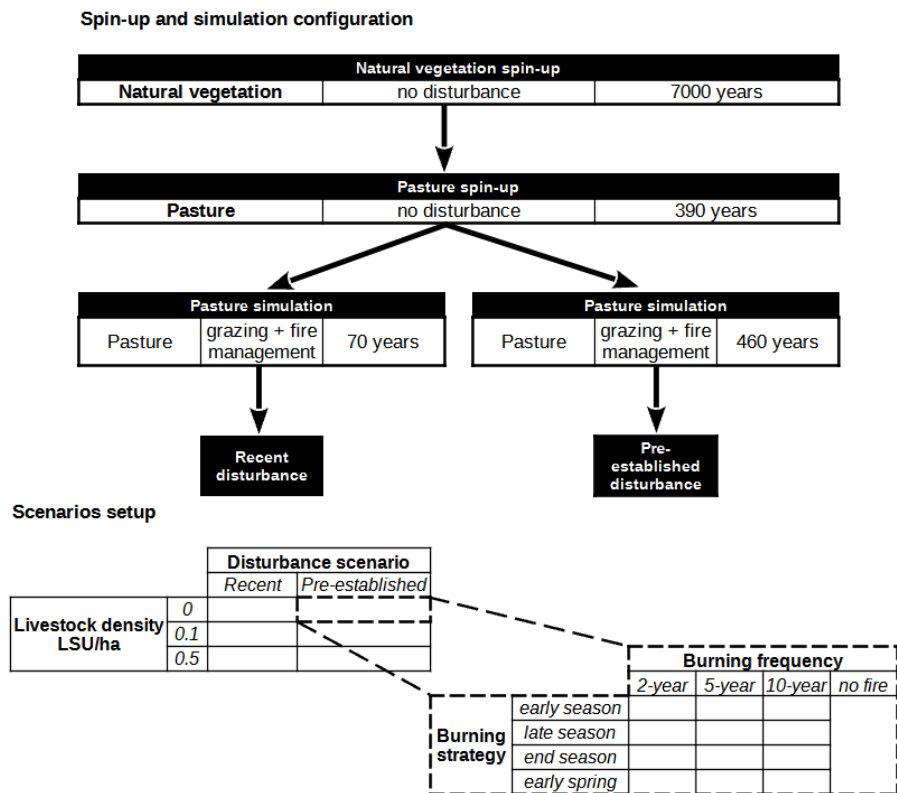 Spin-up and simulation configuration
Natural vegetation spin-up
Natural vegetation no disturbance 7000 years
Pasture spin-up
Pasture no disturbance 390 years
Pasture simulation
Pasture grazing + fire management 70 years
Pasture simulation
Pasture grazing + fire management 460 years
Recent
disturbance
Pre-
established
disturbance
Scenarios setup
Disturbance scenario
Recent Pre-established
Livestock density
LSU/ha
0
0.1
0.5
Burning frequency
2-year 5-year 10-year no fire
Burning
strategy
early season
late season
end season
early spring